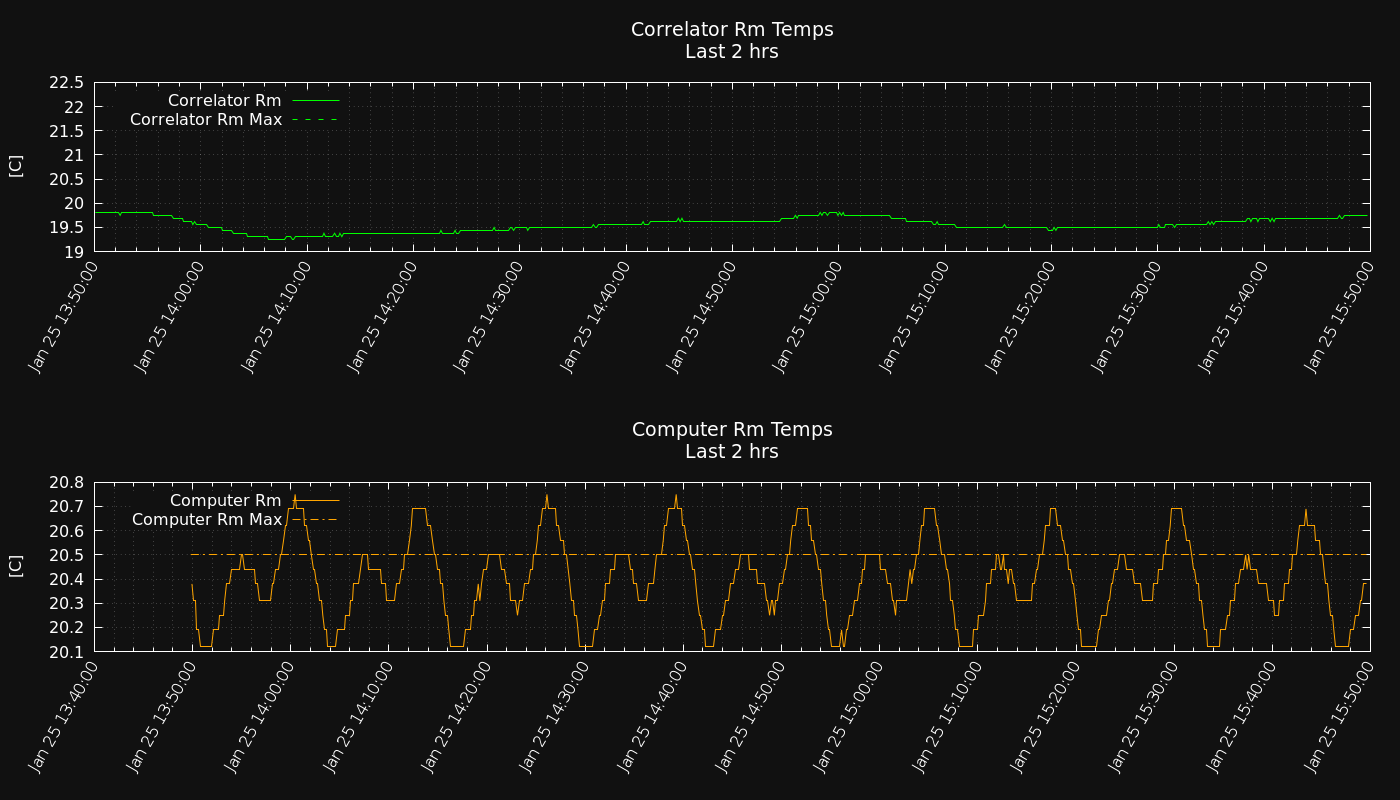 Correlator Rm Temps
Last 2 hrs
22.5
22
21.5
21
20.5
20
19.5
19
[C]
Correlator Rm
Correlator Rm Max
Jan 25 13:50:00
Jan 25 14:00:00
Jan 25 14:10:00
Jan 25 14:20:00
Jan 25 14:30:00
Jan 25 14:40:00
Jan 25 14:50:00
Jan 25 15:00:00
Jan 25 15:10:00
Jan 25 15:20:00
Jan 25 15:30:00
Jan 25 15:40:00
Jan 25 15:50:00
Computer Rm Temps
Last 2 hrs
20.8
20.7
20.6
20.5
20.4
20.3
20.2
20.1
[C]
Computer Rm
Computer Rm Max
Jan 25 13:40:00
Jan 25 13:50:00
Jan 25 14:00:00
Jan 25 14:10:00
Jan 25 14:20:00
Jan 25 14:30:00
Jan 25 14:40:00
Jan 25 14:50:00
Jan 25 15:00:00
Jan 25 15:10:00
Jan 25 15:20:00
Jan 25 15:30:00
Jan 25 15:40:00
Jan 25 15:50:00